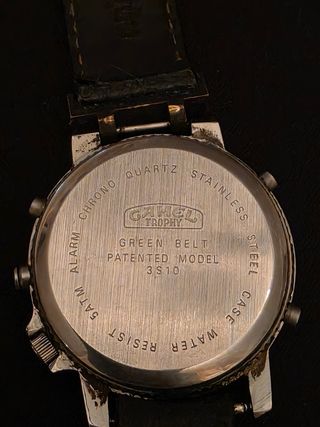 ALARM CHRONO QUARTZ STAINLESS STEEL CASE WATER RESIST 5ATM
CAMEL
TROPHY
GREEN BELT
PATENTED MODEL
3S10